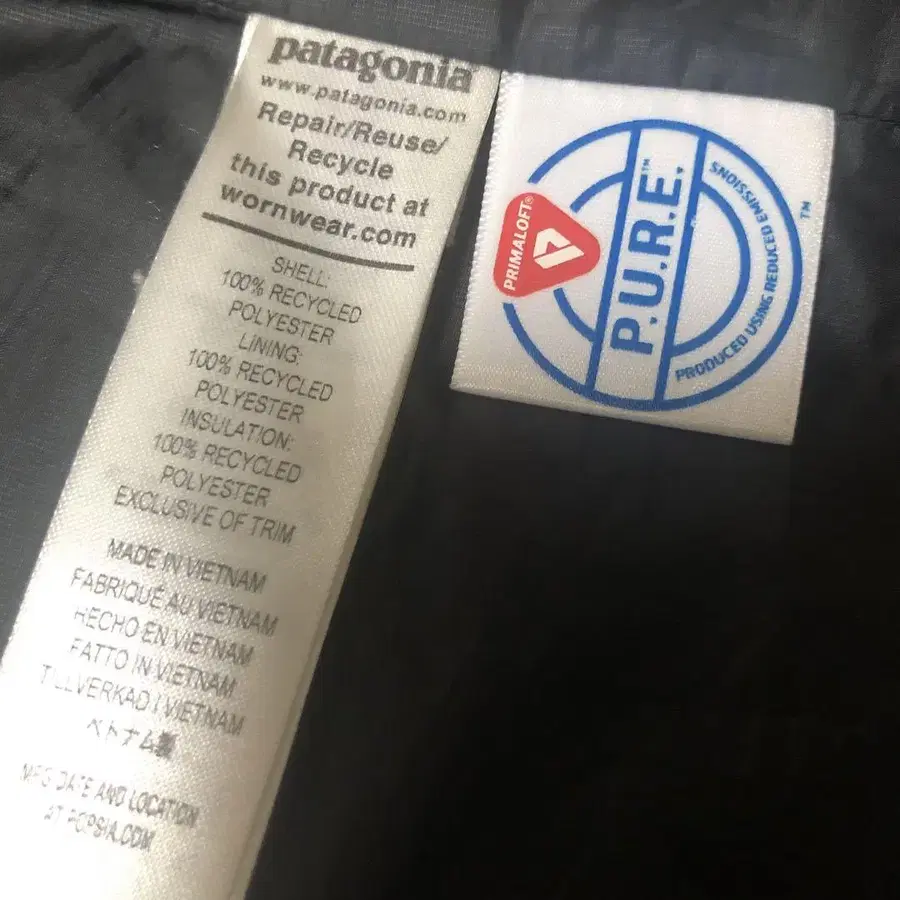 patagonia
www.patagonia.com
Repair/Reuse/
Recycle
this product at
wornwear.com
SHELL:
100% RECYCLED
POLYESTER
LINING:
100% RECYCLED
POLYESTER
INSULATION:
100% RECYCLED
POLYESTER
EXCLUSIVE OF TRIM
MADE IN VIETNAM
FABRIQUÉ AU VIETNAM
HECHO EN VIETNAM
FATTO IN VIETNAM
TILLVERKAD I VIETNAM
ベトナム製
MFG DATE AND LOCATION
AT POPSIA.COM
PRIMALOFT®
P.U.R.E.™
PRODUCED USING REDUCED EMISSIONS
™